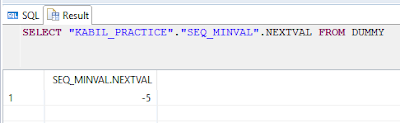 SQL Result
SELECT "KABIL_PRACTICE"."SEQ_MINVAL".NEXTVAL FROM DUMMY
SEQ_MINVAL.NEXTVAL
1 -5